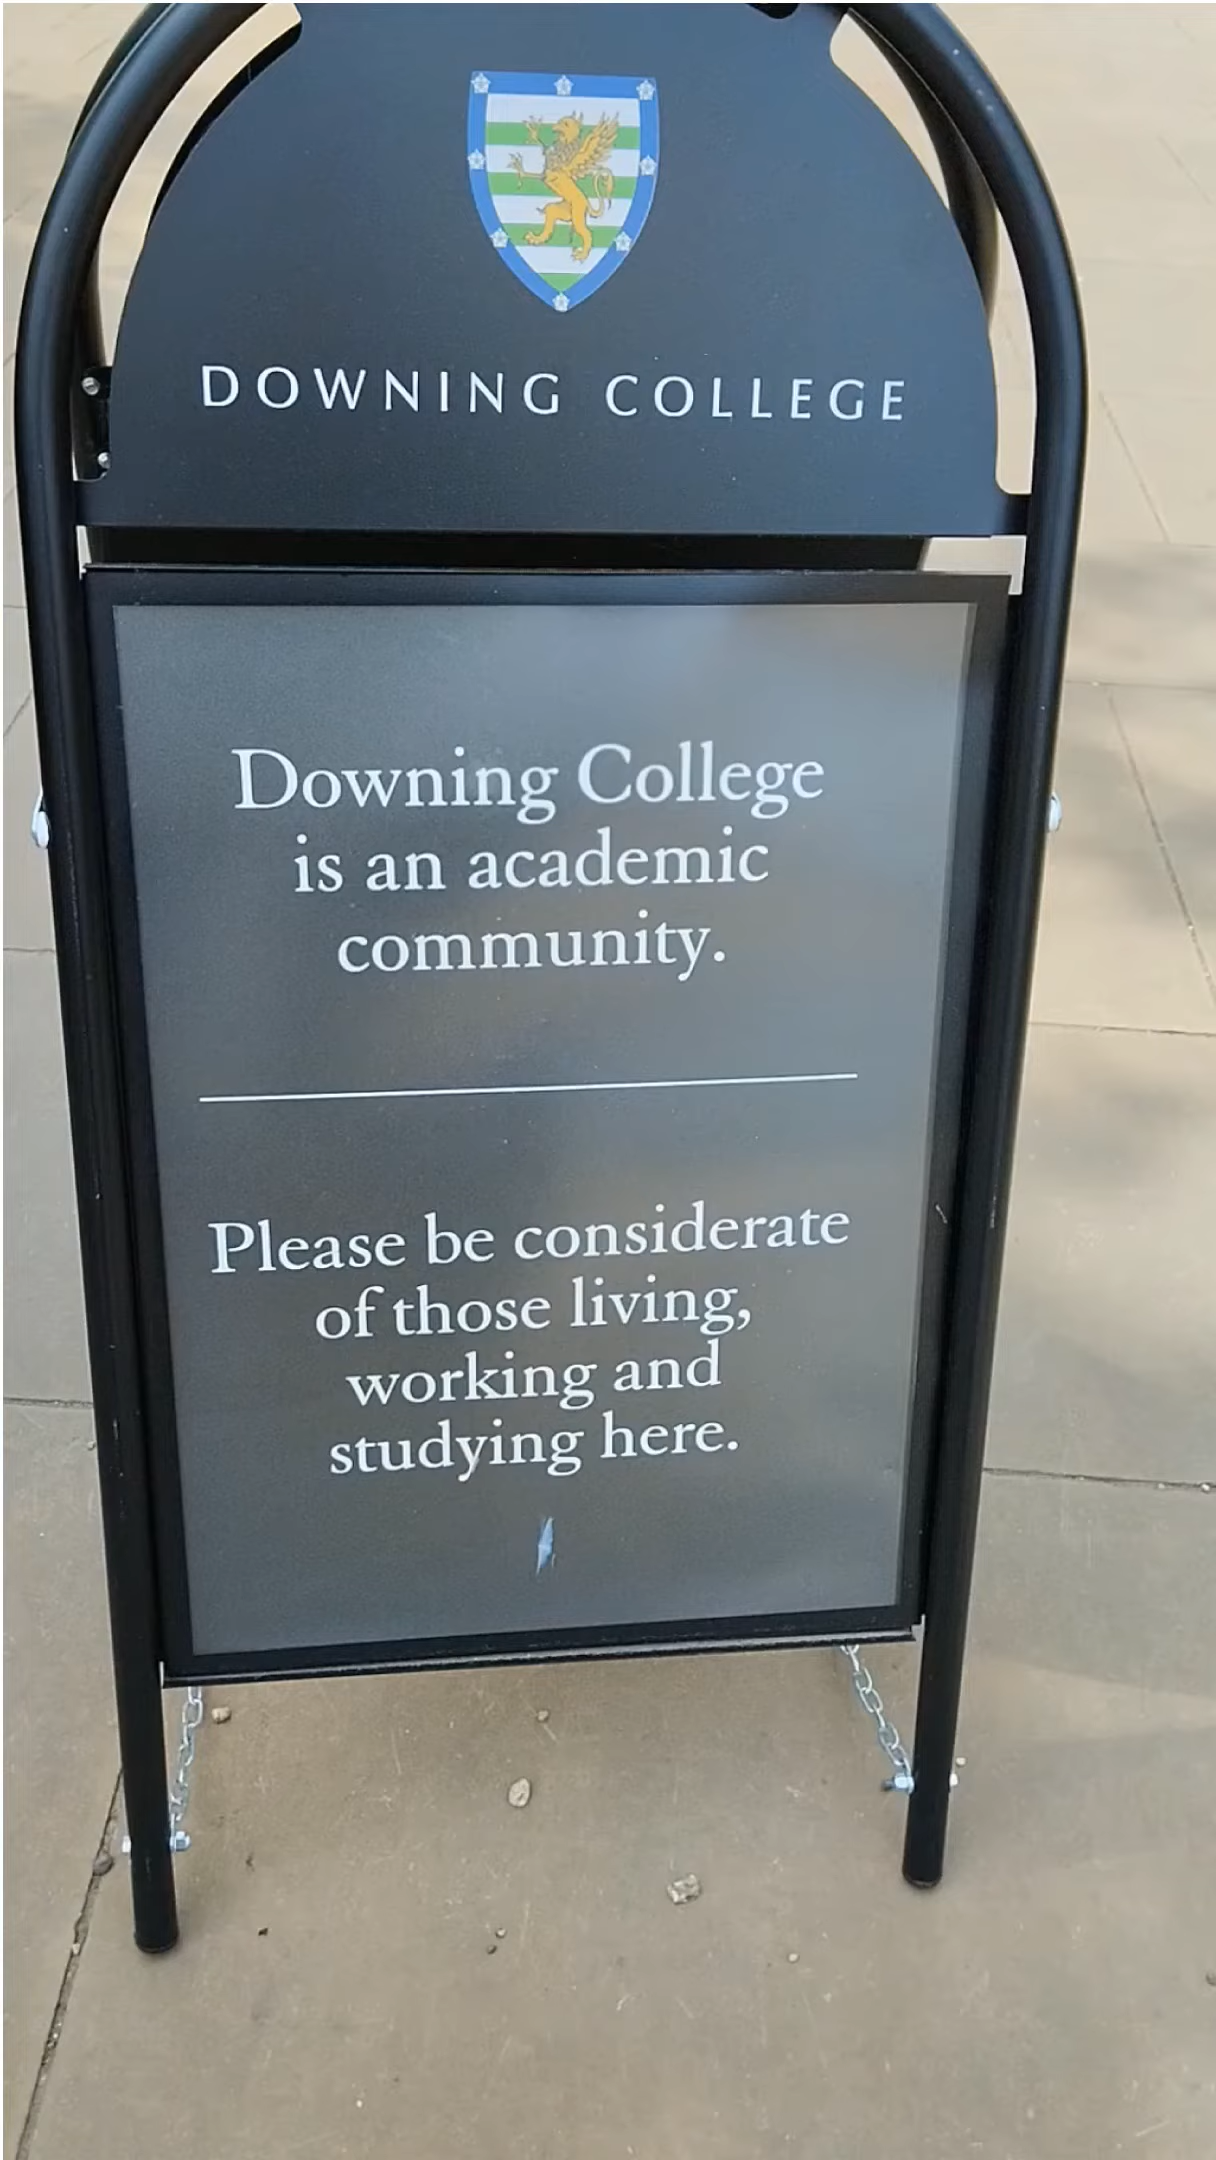 DOWNING COLLEGE
Downing College
is an academic
community.
Please be considerate
of those living,
working and
studying here.